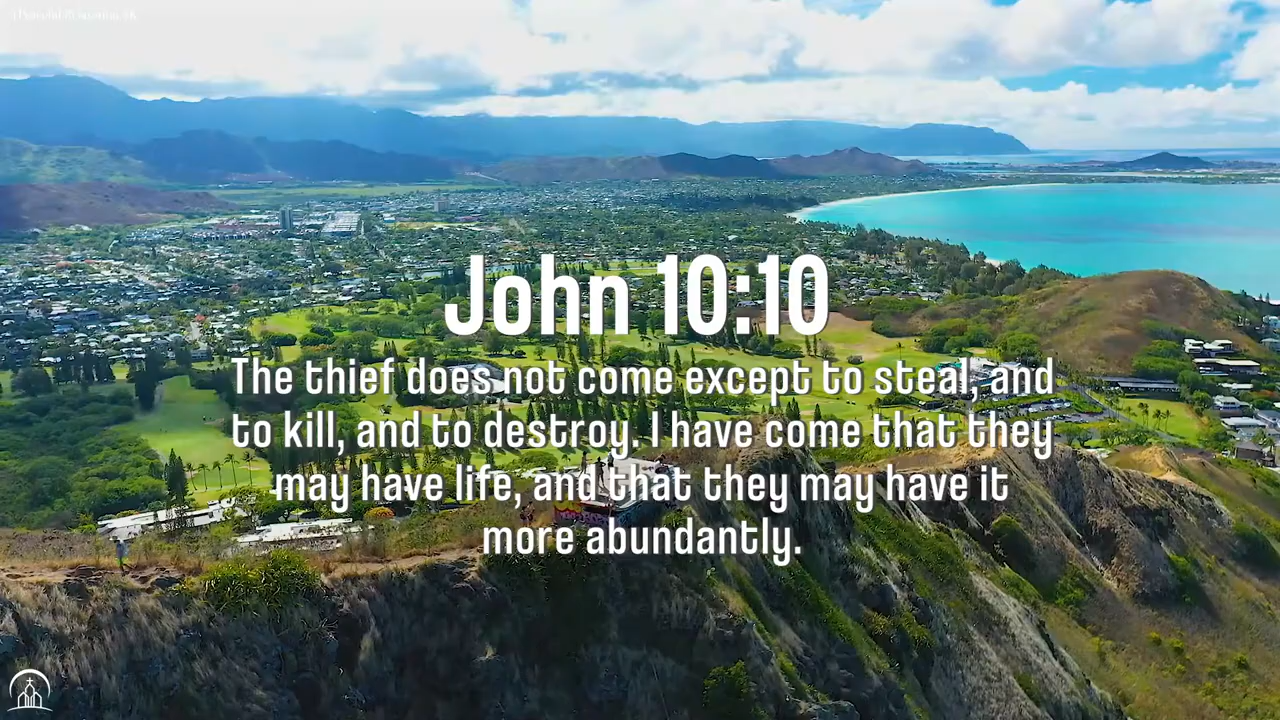 John 10:10
The thief does not come except to steal, and
to kill, and to destroy. I have come that they
may have life, and that they may have it
more abundantly.